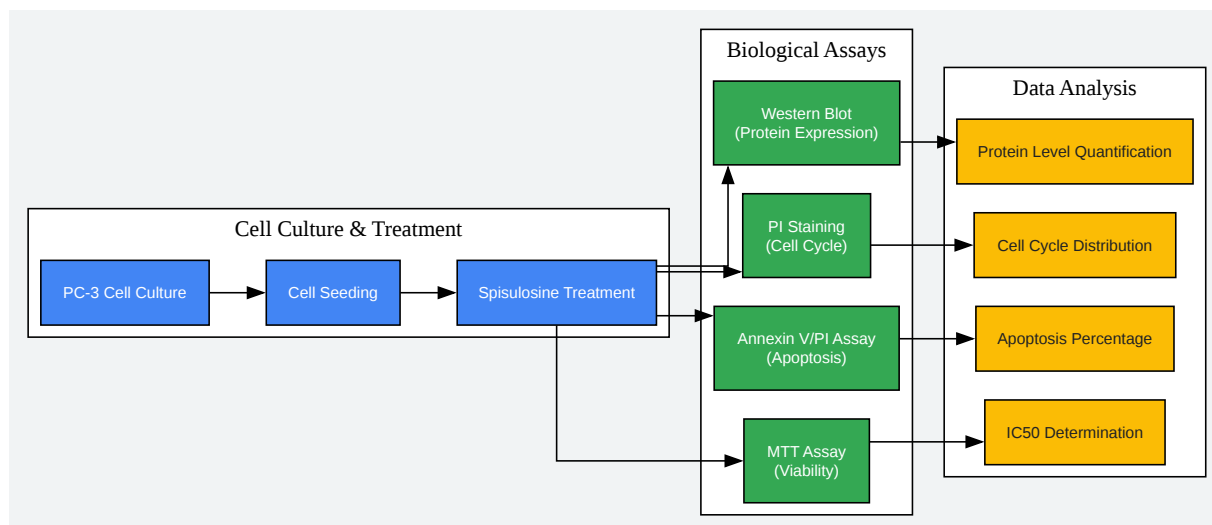 Cell Culture & Treatment
PC-3 Cell Culture
Cell Seeding
Spisulosine Treatment
Biological Assays
Western Blot
(Protein Expression)
PI Staining
(Cell Cycle)
Annexin V/PI Assay
(Apoptosis)
MTT Assay
(Viability)
Data Analysis
Protein Level Quantification
Cell Cycle Distribution
Apoptosis Percentage
IC50 Determination